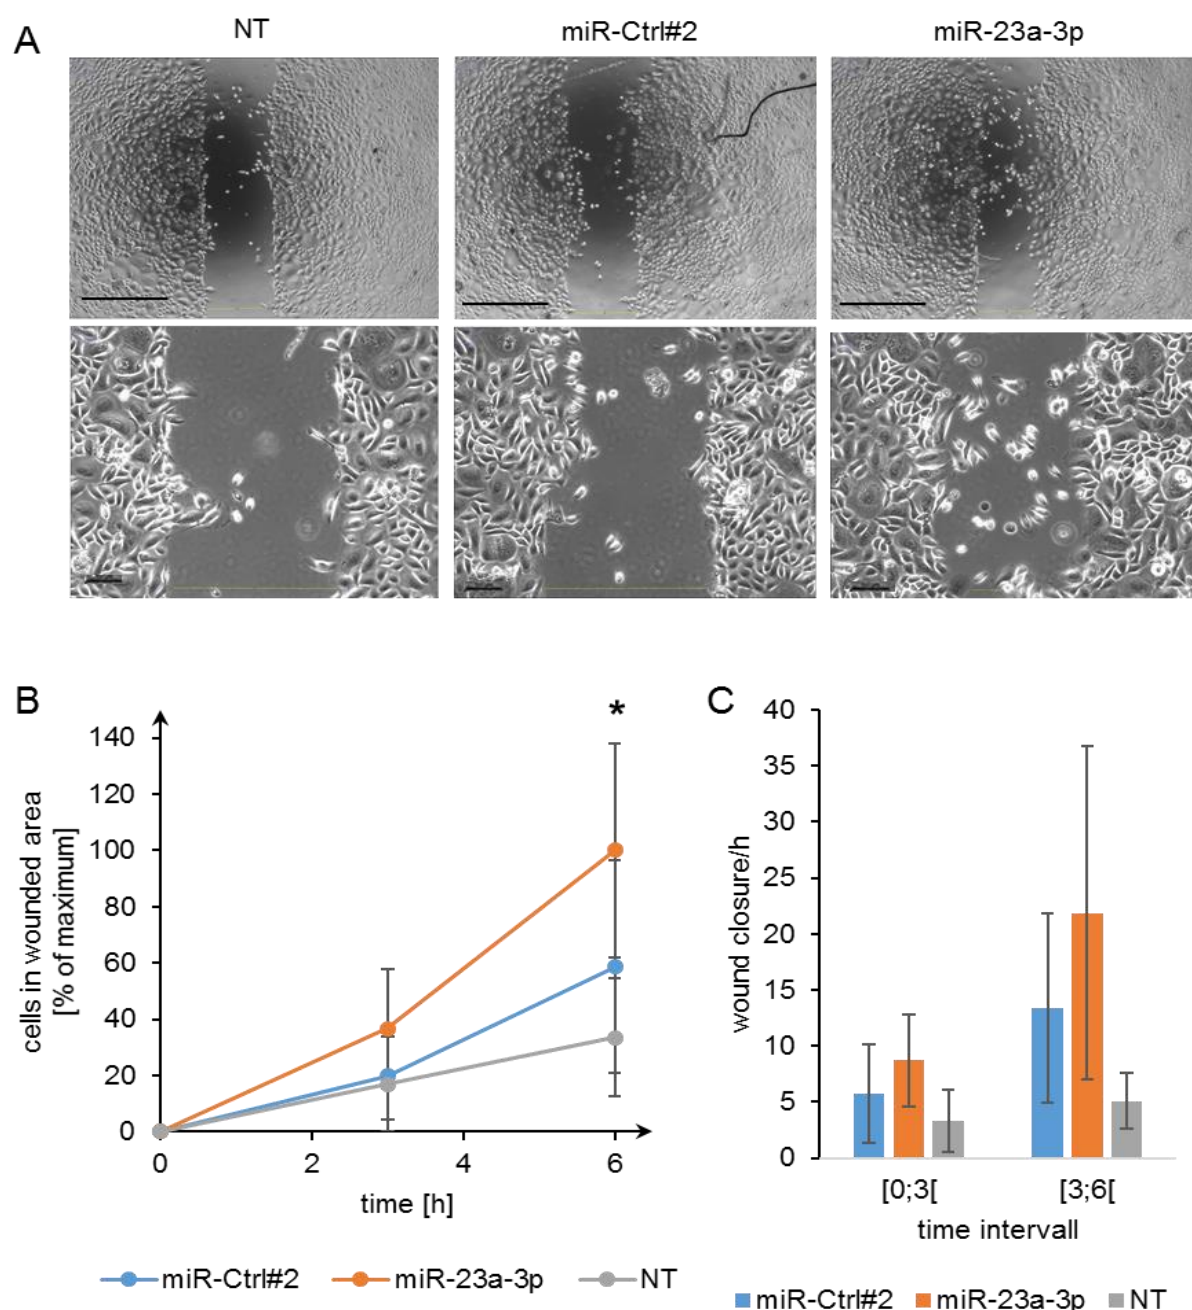 A
NT
miR-Ctrl#2
miR-23a-3p
B
cells in wounded area
[% of maximum]
140
120
100
80
60
40
20
0
*
0
2
4
6
time [h]
miR-Ctrl#2
miR-23a-3p
NT
C
wound closure/h
40
35
30
25
20
15
10
5
0
[0;3[
[3;6[
time intervall
miR-Ctrl#2
miR-23a-3p
NT